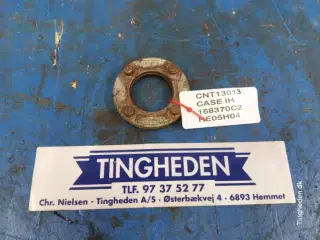 CNT13013
CASE IH
168370C2
HE05H04
TINGHEDEN
TLF. 97 37 52 77
Chr. Nielsen - Tingheden A/S - Østerbækvej 4 - 6893 Hemmet
Tingheden.dk